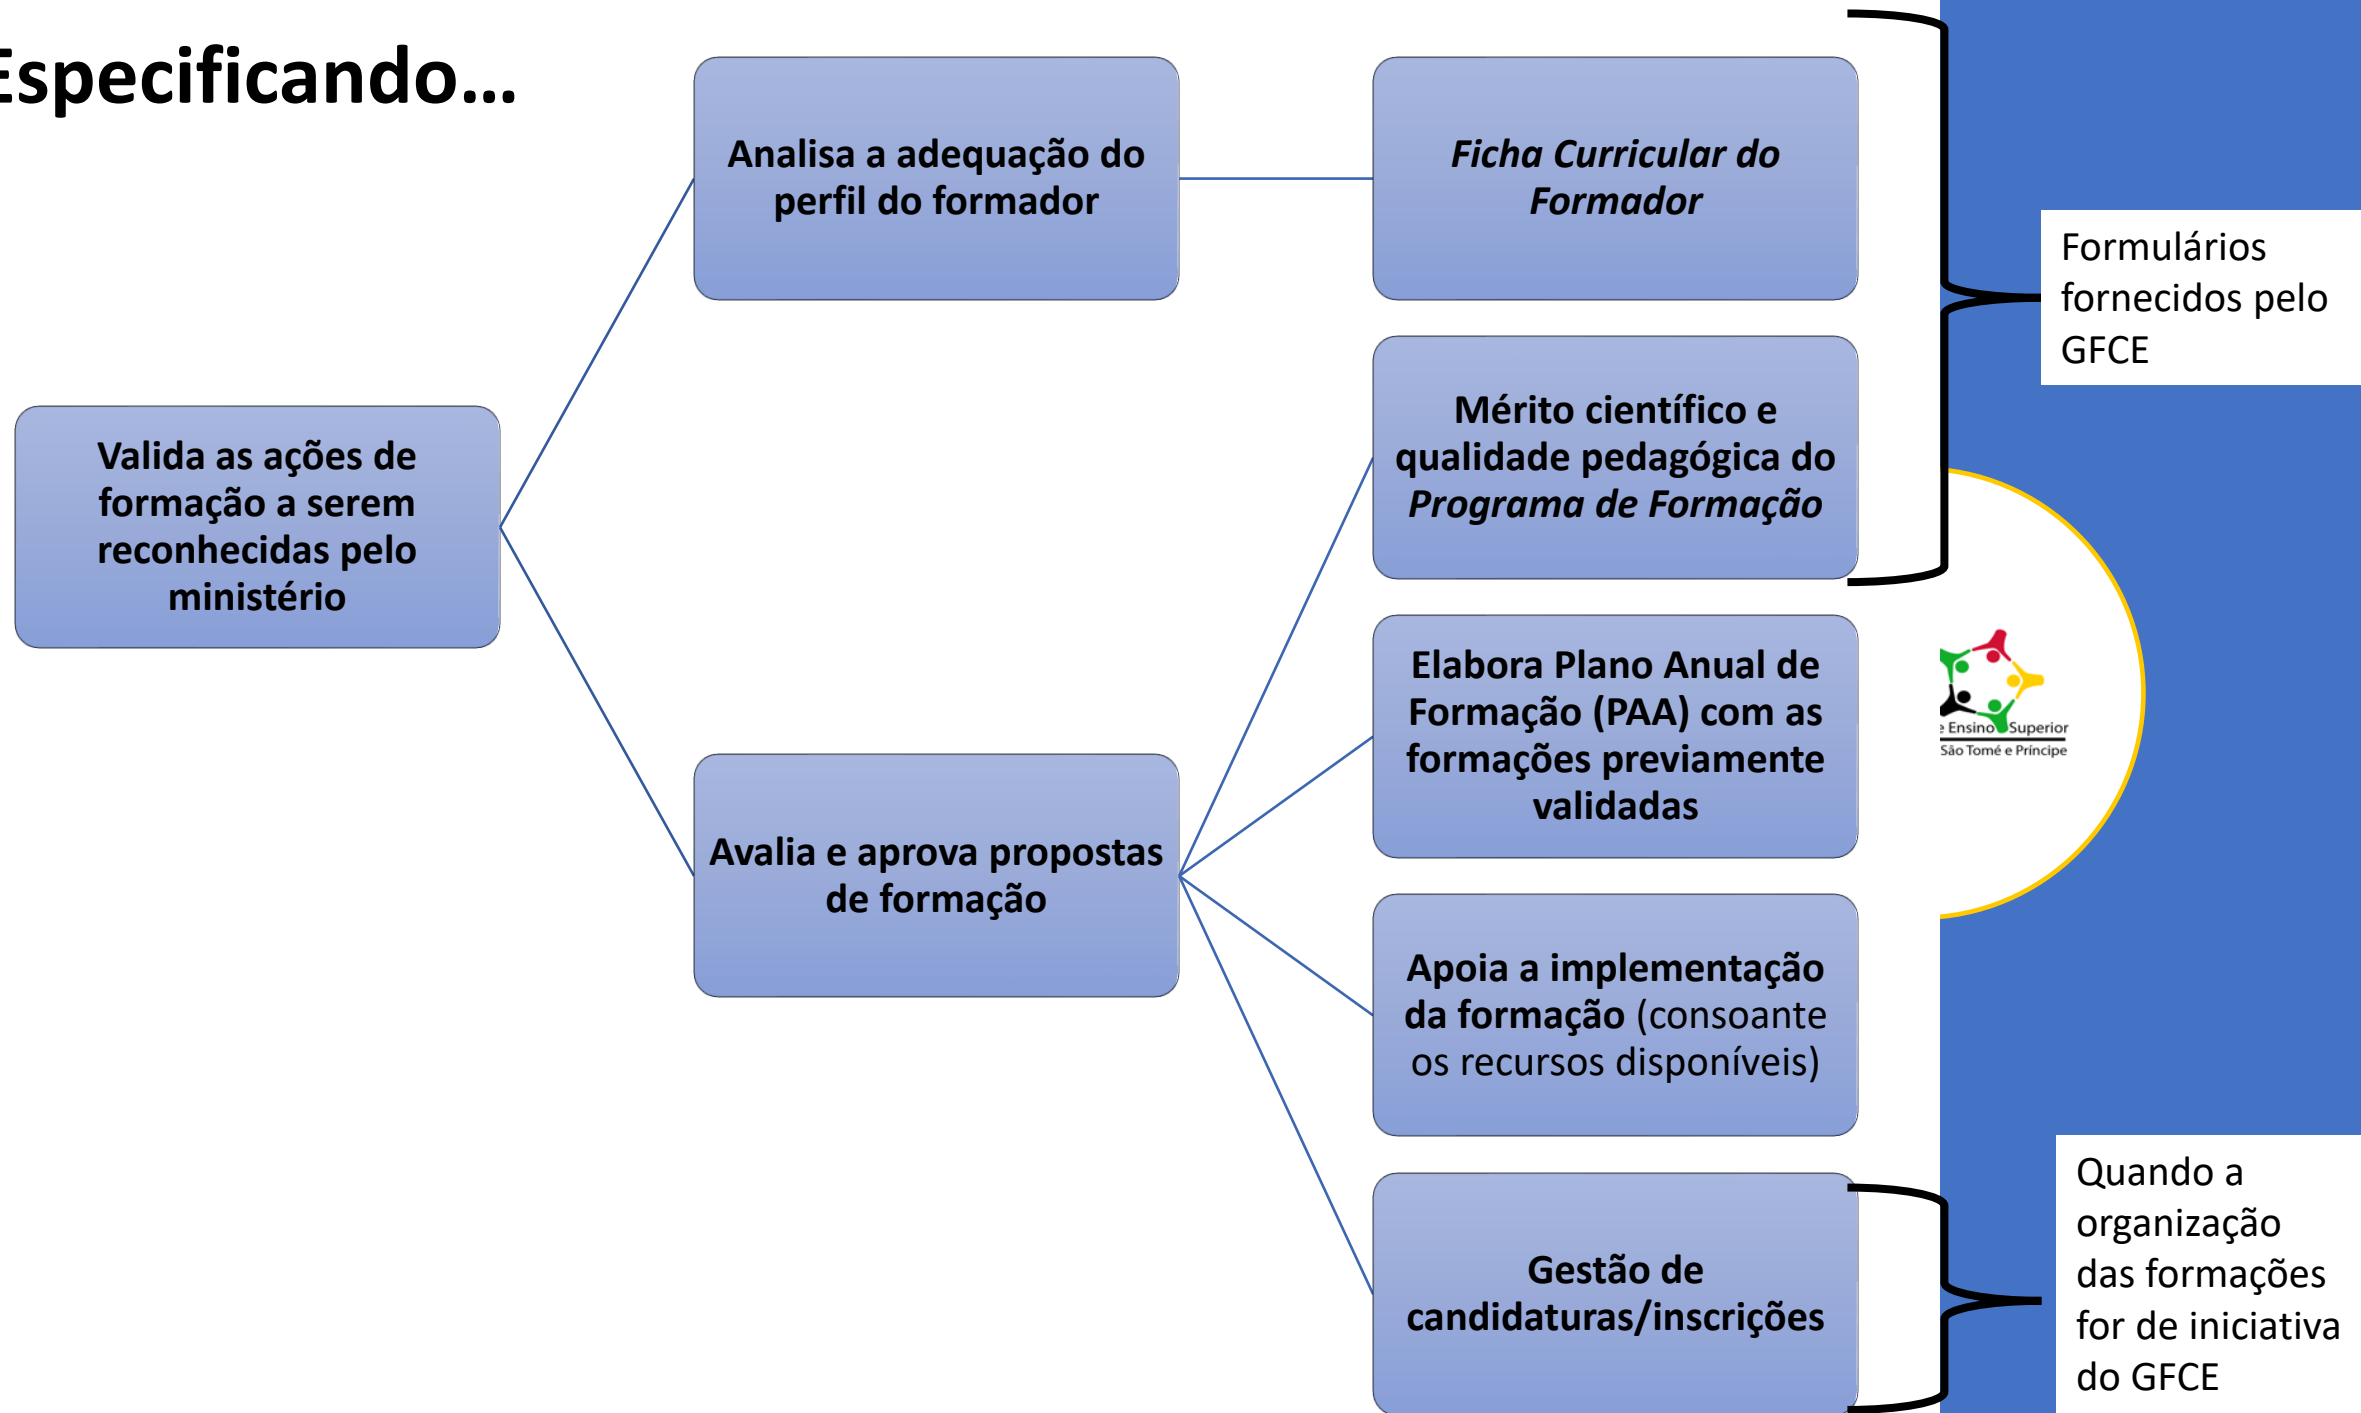 Especificando...
Analisa a adequação do
perfil do formador
Ficha Curricular do
Formador
Formulários
fornecidos pelo
GFCE
Valida as ações de
formação a serem
reconhecidas pelo
ministério
Mérito científico e
qualidade pedagógica do
Programa de Formação
Elabora Plano Anual de
Formação (PAA) com as
formações previamente
validadas
e Ensino Superior
São Tomé e Príncipe
Avalia e aprova propostas
de formação
Apoia a implementação
da formação (consoante
os recursos disponíveis)
Gestão de
candidaturas/inscrições
Quando a
organização
das formações
for de iniciativa
do GFCE